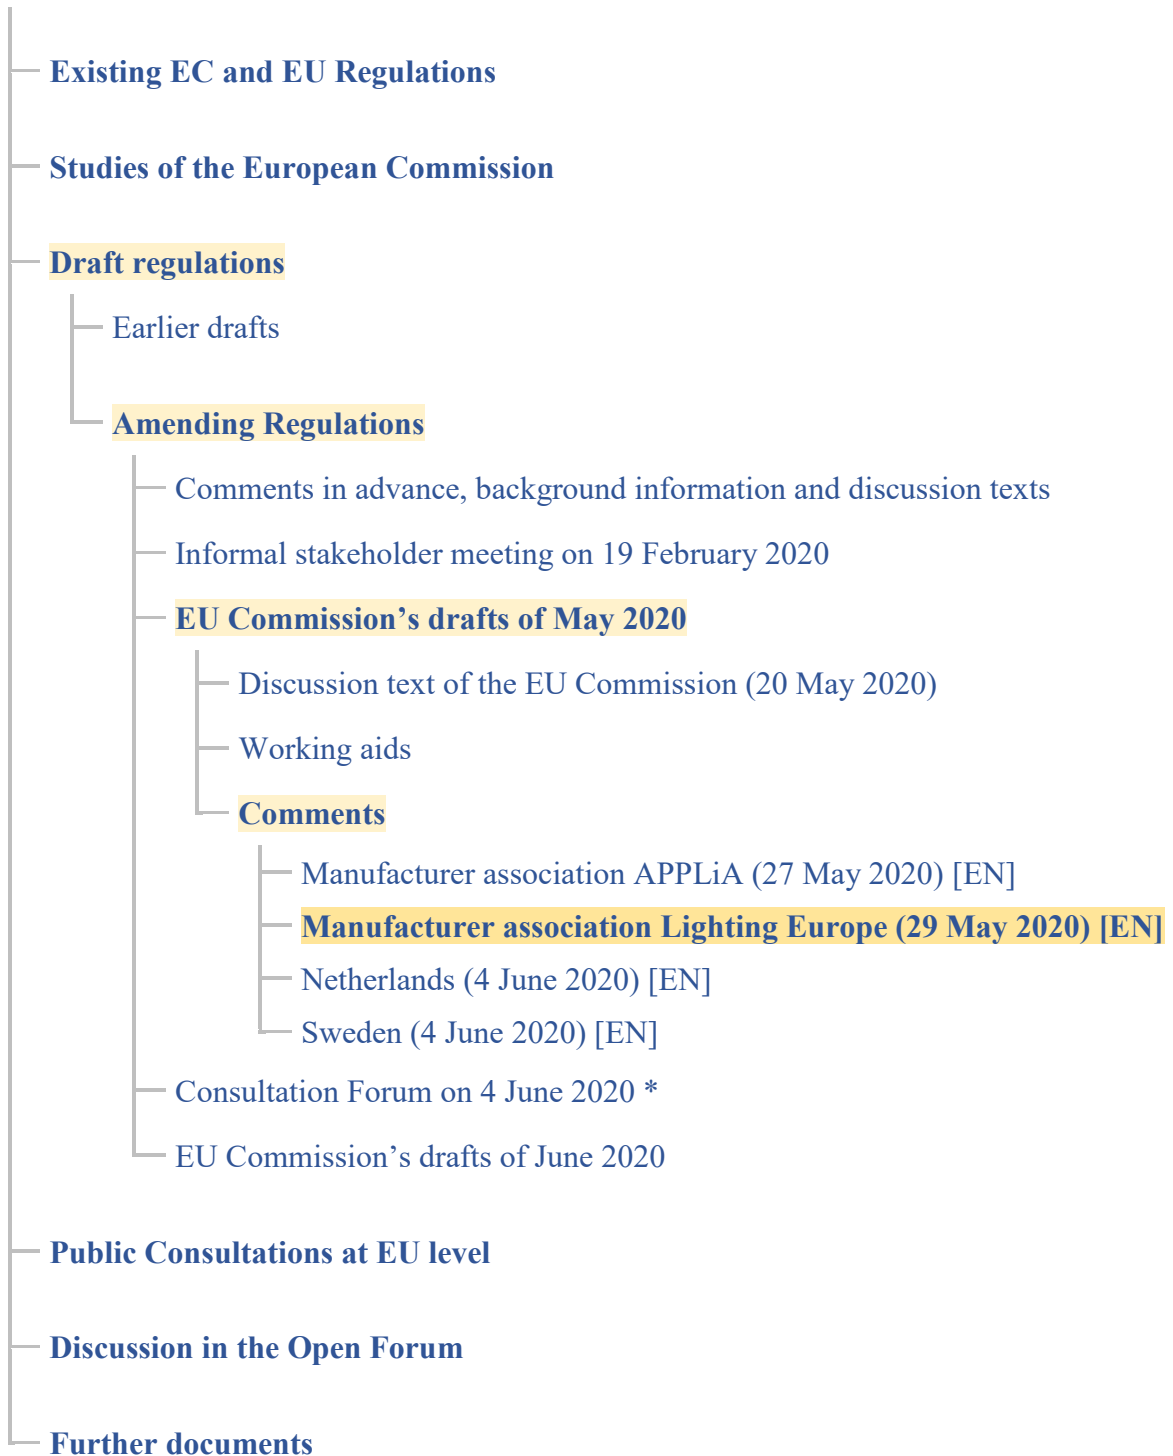 Existing EC and EU Regulations
Studies of the European Commission
Draft regulations
Earlier drafts
Amending Regulations
Comments in advance, background information and discussion texts
Informal stakeholder meeting on 19 February 2020
EU Commission’s drafts of May 2020
Discussion text of the EU Commission (20 May 2020)
Working aids
Comments
Manufacturer association APPLiA (27 May 2020) [EN]
Manufacturer association Lighting Europe (29 May 2020) [EN]
Netherlands (4 June 2020) [EN]
Sweden (4 June 2020) [EN]
Consultation Forum on 4 June 2020 *
EU Commission’s drafts of June 2020
Public Consultations at EU level
Discussion in the Open Forum
Further documents